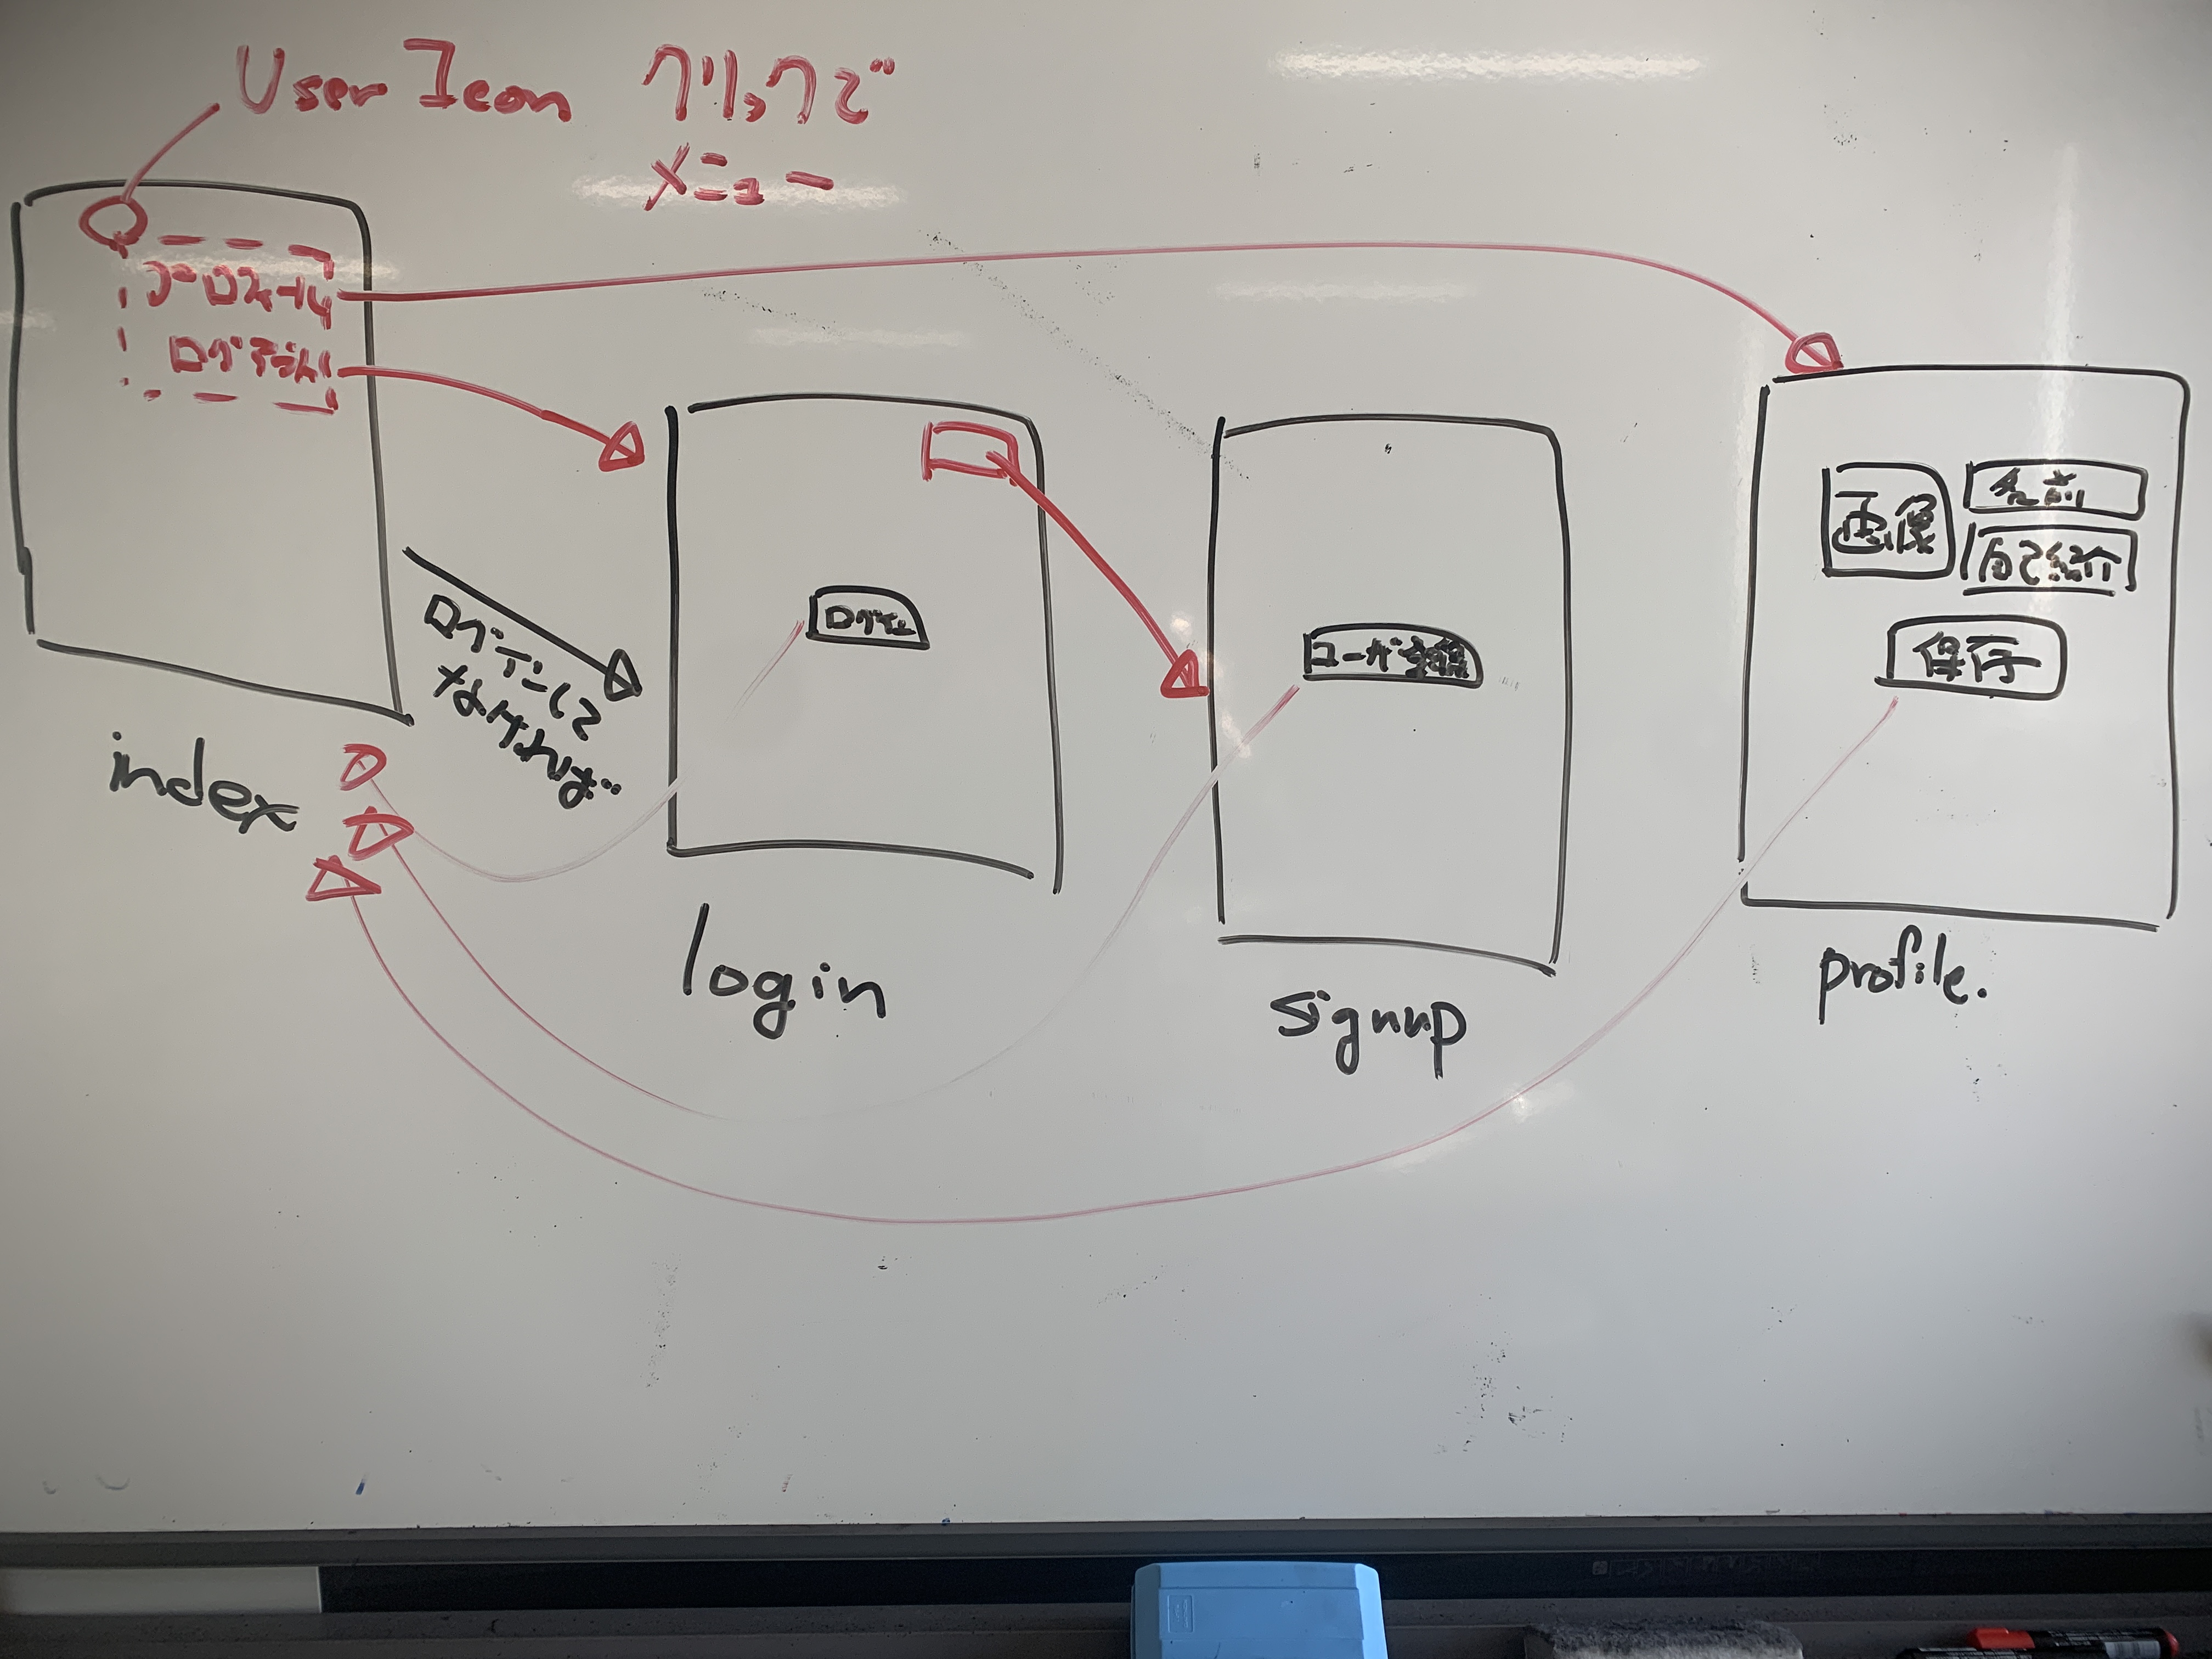 User Icon クリックで
メニュー
プロフィール
ログアウト
ログインして
なければ
ログイン
ユーザ登録
画像
名前
自己紹介
保存
index
login
signup
profile.